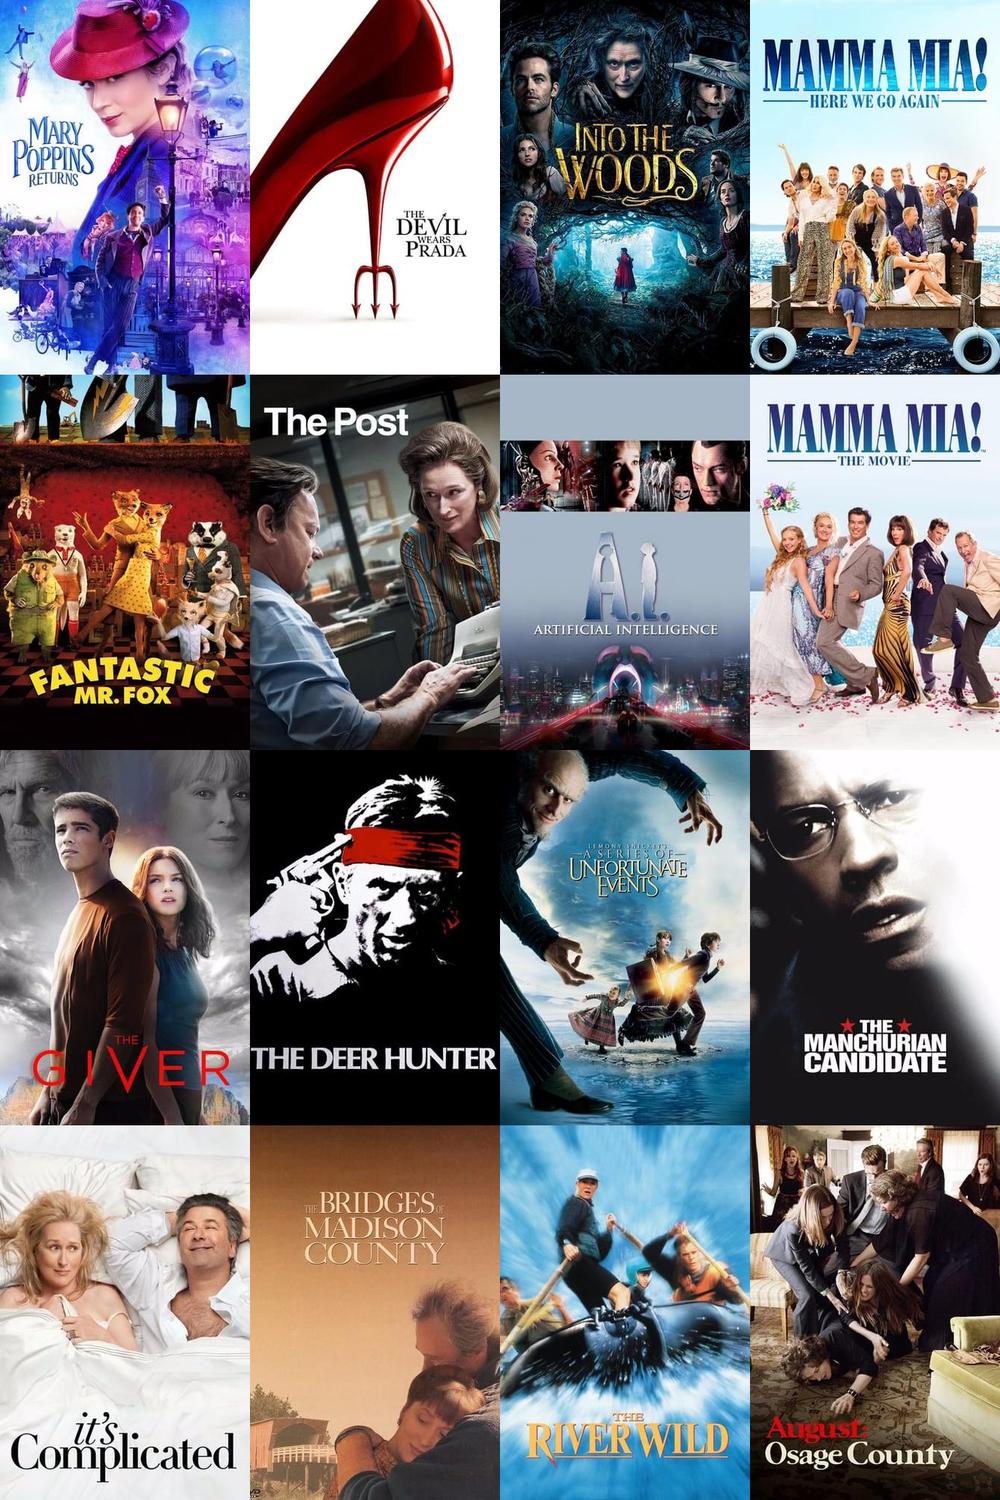 MARY
POPPINS
RETURNS
THE
DEVIL
WEARS
PRADA
INTO THE
WOODS
MAMMA MIA!
HERE WE GO AGAIN
FANTASTIC
MR. FOX
The Post
A.I.
ARTIFICIAL INTELLIGENCE
MAMMA MIA!
THE MOVIE
THE
GIVER
THE DEER HUNTER
LEMONY SNICKET'S
A SERIES OF
UNFORTUNATE
EVENTS
THE
MANCHURIAN
CANDIDATE
it's
Complicated
THE BRIDGES OF
MADISON
COUNTY
THE
RIVER WILD
August:
Osage County